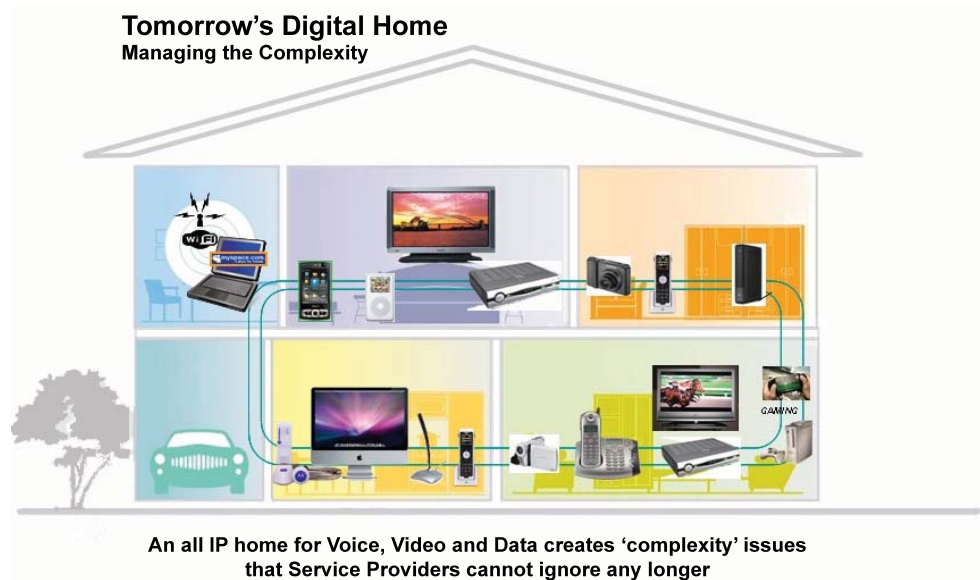 Tomorrow's Digital Home
Managing the Complexity
Wi Fi
myspace.com
GAMING
An all IP home for Voice, Video and Data creates 'complexity' issues
that Service Providers cannot ignore any longer